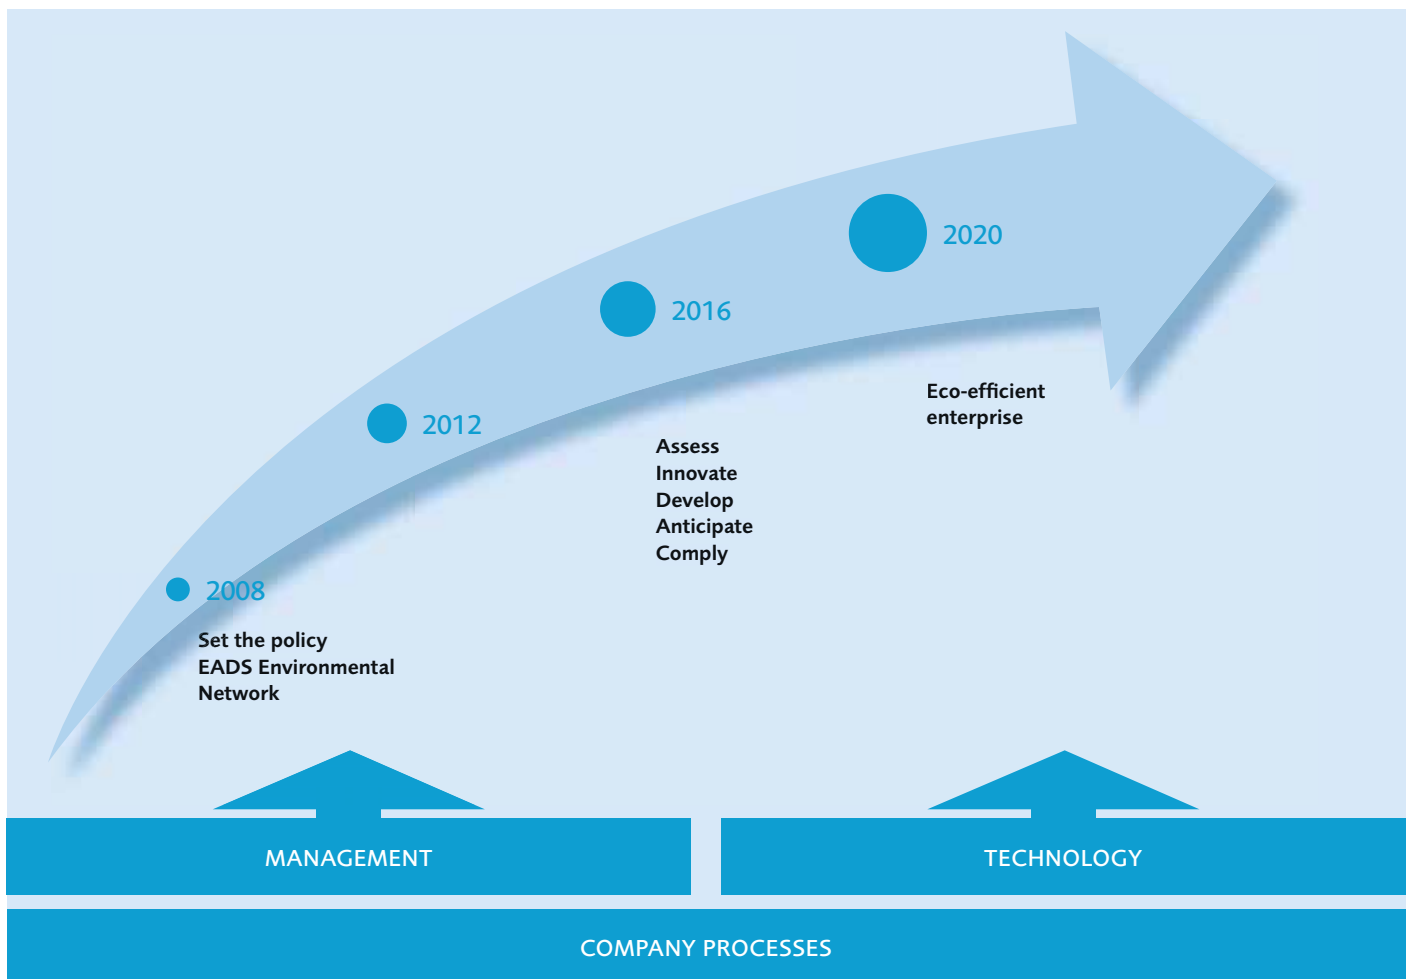 2020
2016
Eco-efficient
enterprise
2012
Assess
Innovate
Develop
Anticipate
Comply
2008
Set the policy
EADS Environmental
Network
MANAGEMENT
TECHNOLOGY
COMPANY PROCESSES